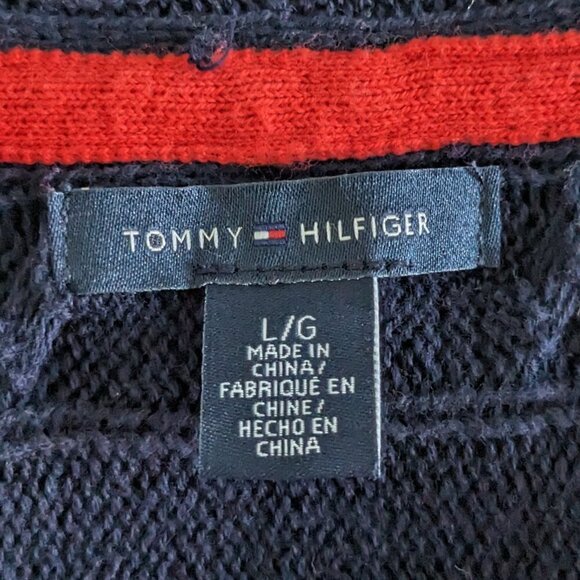 TOMMY HILFIGER
L/G
MADE IN
CHINA/
FABRIQUÉ EN
CHINE/
HECHO EN
CHINA